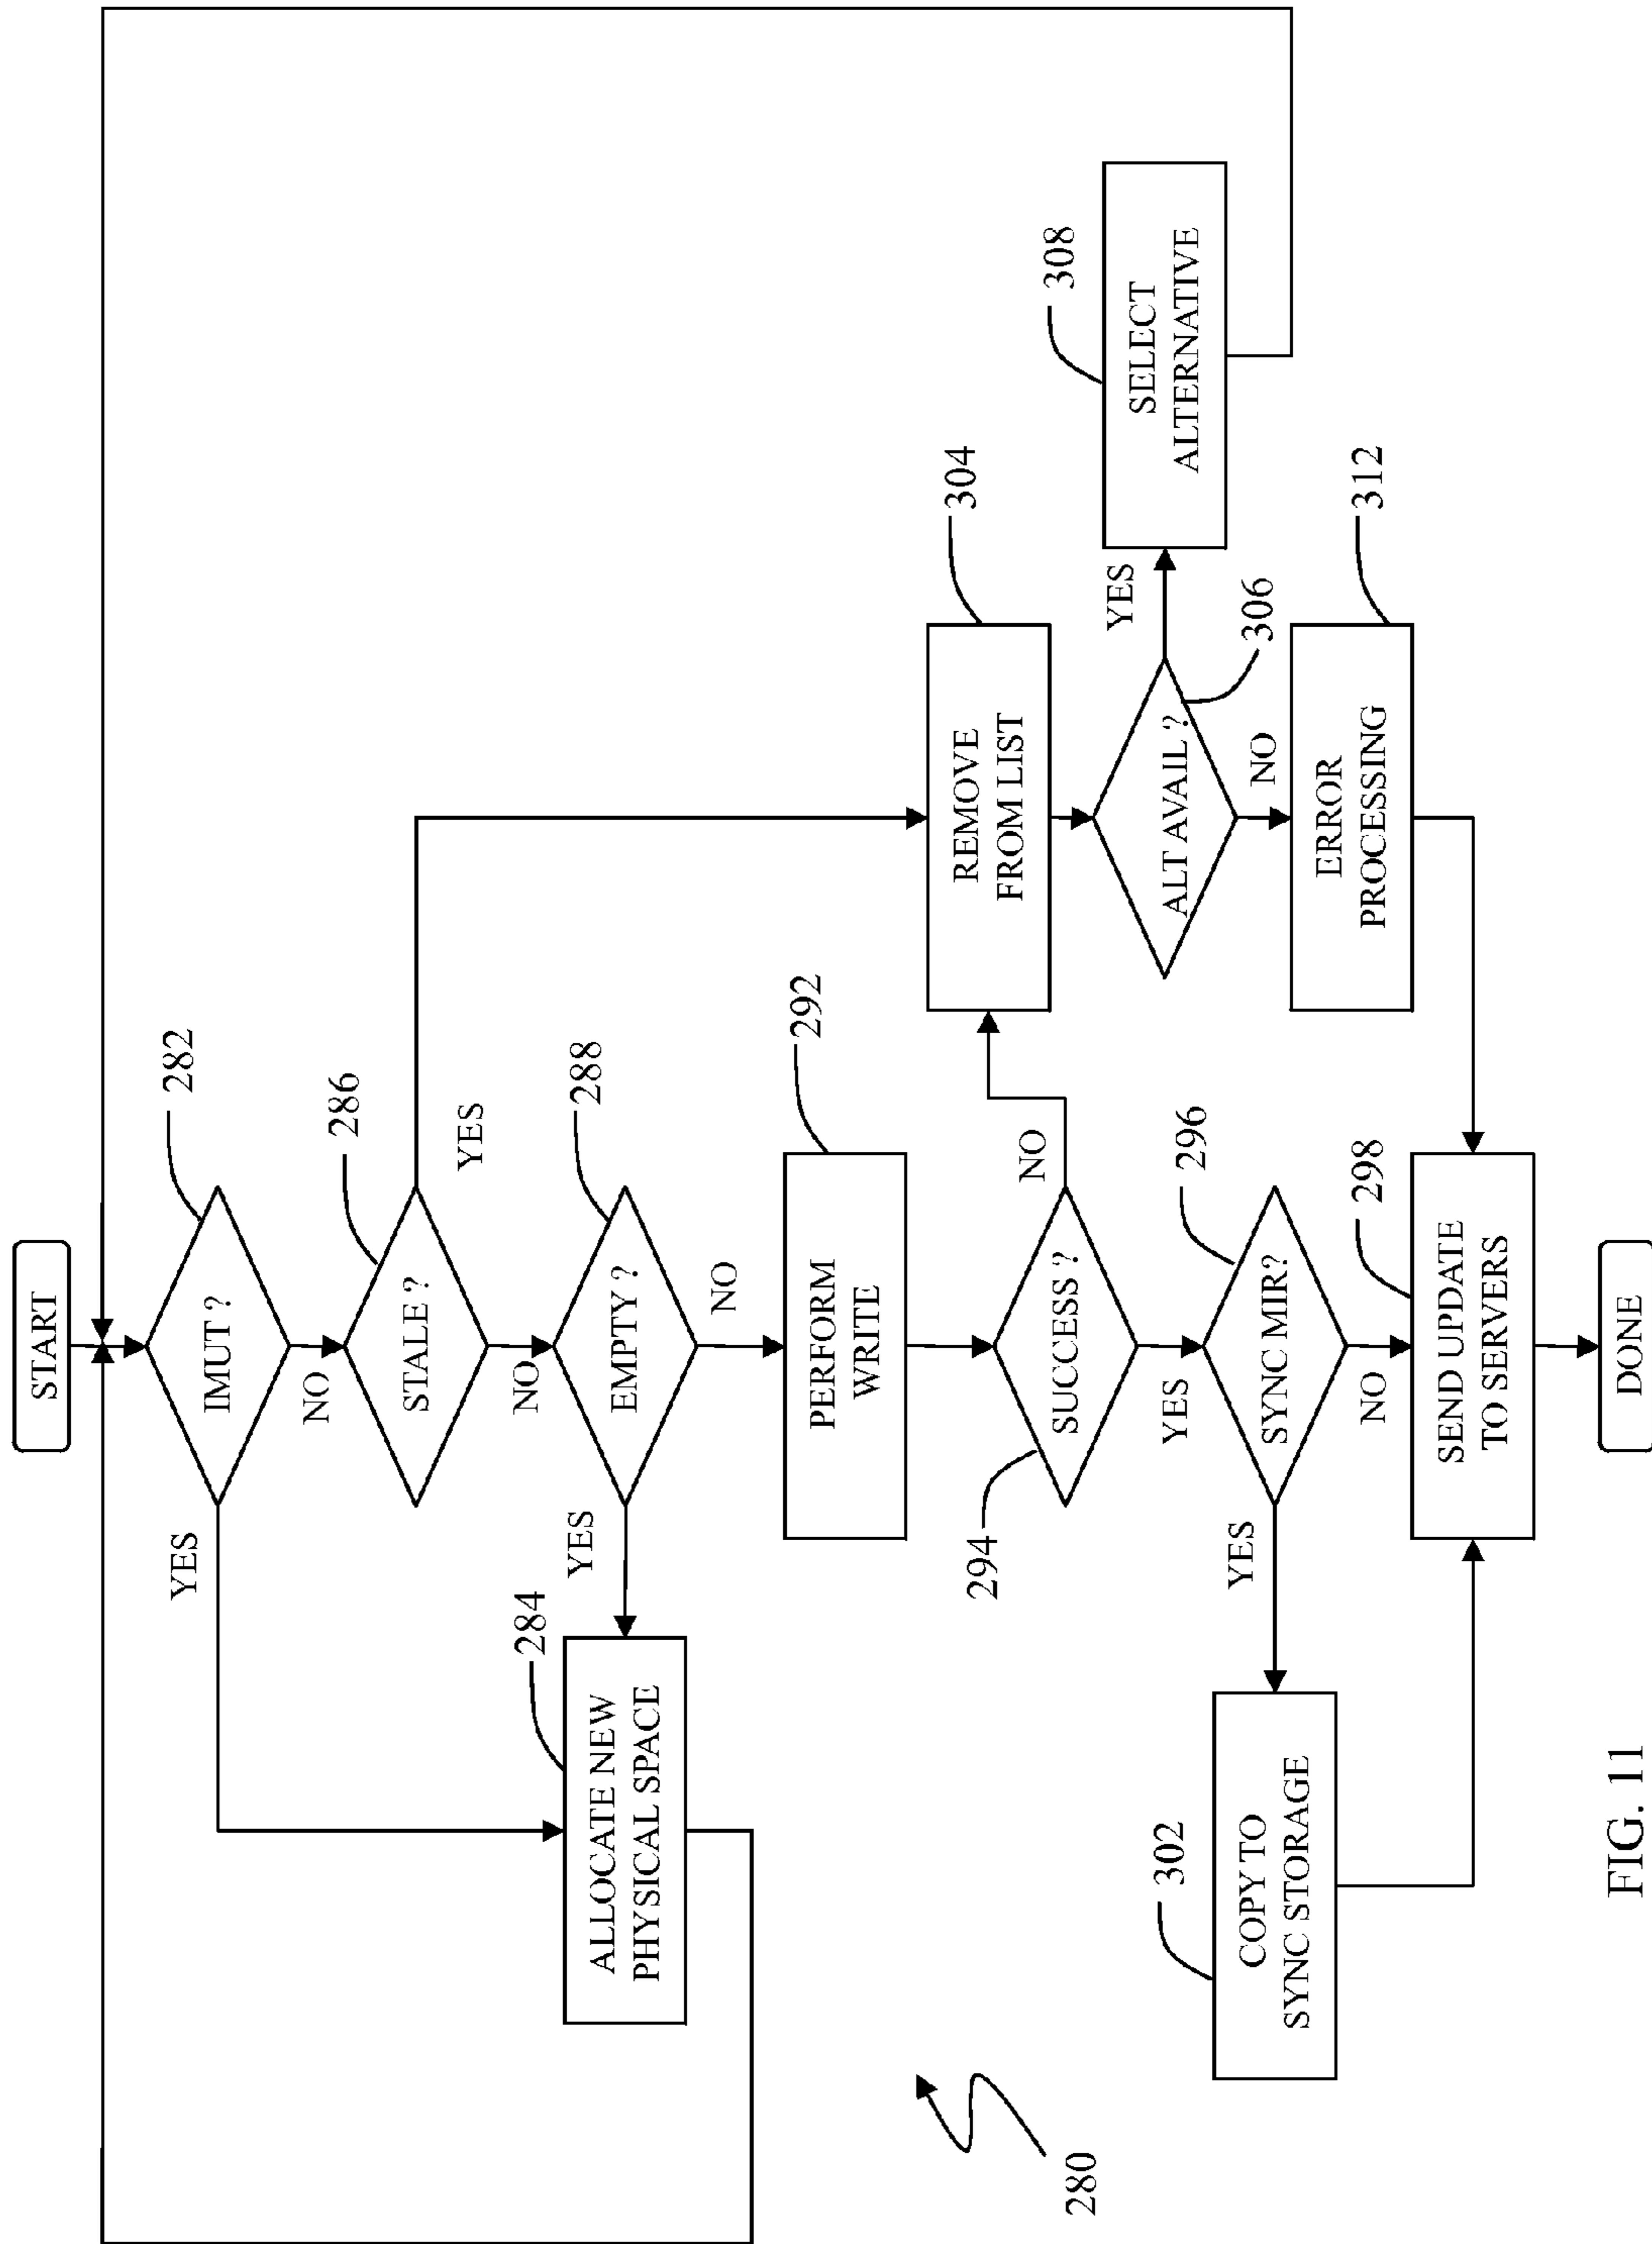 START
282
IMUT ?
YES
NO
286
STALE ?
YES
NO
288
EMPTY ?
YES
NO
284
ALLOCATE NEW
PHYSICAL SPACE
292
PERFORM
WRITE
304
REMOVE
FROM LIST
308
SELECT
ALTERNATIVE
294
SUCCESS ?
NO
YES
YES
306
ALT AVAIL ?
NO
296
SYNC MIR?
YES
NO
312
ERROR
PROCESSING
302
COPY TO
SYNC STORAGE
298
SEND UPDATE
TO SERVERS
DONE
280
FIG. 11